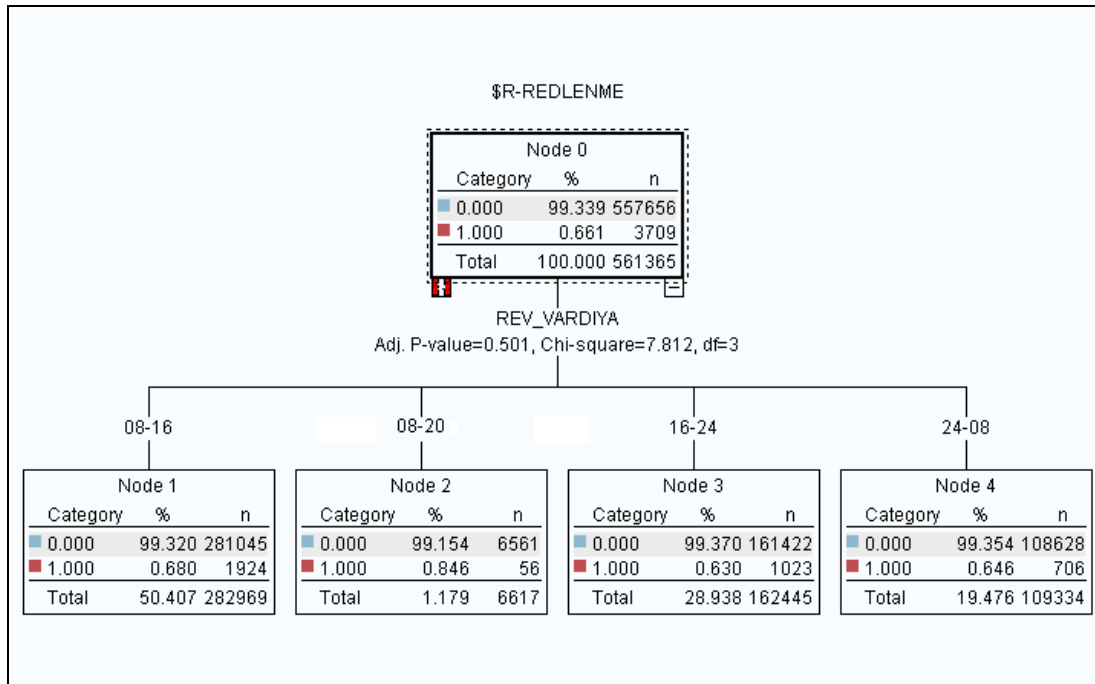 $R-REDLENME
Node 0
Category % n
0.000 99.339 557656
1.000 0.661 3709
Total 100.000 561365
REV_VARDIYA
Adj. P-value=0.501, Chi-square=7.812, df=3
08-16
08-20
16-24
24-08
Node 1
Category % n
0.000 99.320 281045
1.000 0.680 1924
Total 50.407 282969
Node 2
Category % n
0.000 99.154 6561
1.000 0.846 56
Total 1.179 6617
Node 3
Category % n
0.000 99.370 161422
1.000 0.630 1023
Total 28.938 162445
Node 4
Category % n
0.000 99.354 108628
1.000 0.646 706
Total 19.476 109334